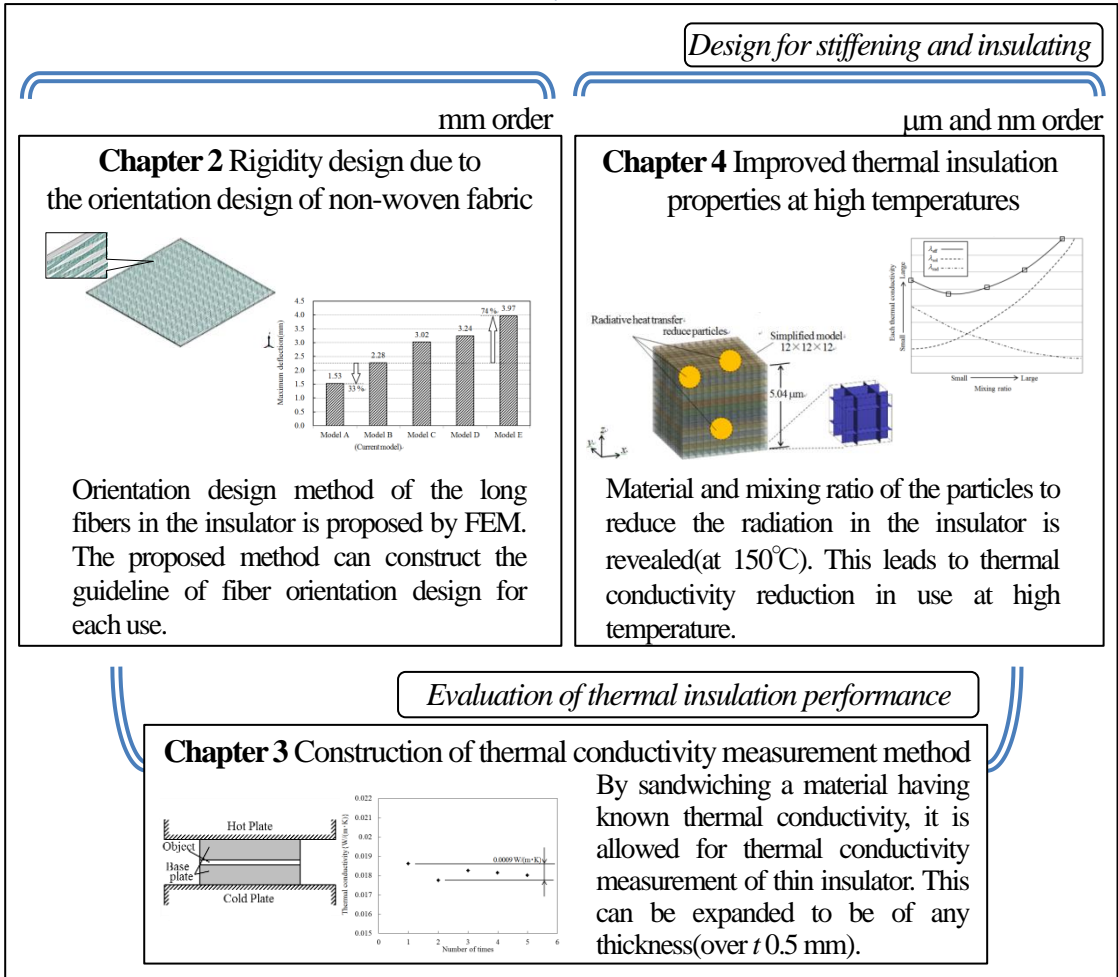 Design for stiffening and insulating
mm order
Chapter 2 Rigidity design due to
the orientation design of non-woven fabric
Maximum deflection(mm)
4.5
4.0
3.5
3.0
2.5
2.0
1.5
1.0
0.5
0.0
1.53
33 %
2.28
3.02
3.24
74 %
3.97
Model A
Model B
Model C
Model D
Model E
(Current model)
Orientation design method of the long
fibers in the insulator is proposed by FEM.
The proposed method can construct the
guideline of fiber orientation design for
each use.
μm and nm order
Chapter 4 Improved thermal insulation
properties at high temperatures
Radiative heat transfer
reduce particles
Simplified model
12×12×12
5.04 μm
z
y
x
Each thermal conductivity
Small → Large
λeff
λsol
λrad
Small → Large
Mixing ratio
Material and mixing ratio of the particles to
reduce the radiation in the insulator is
revealed(at 150℃). This leads to thermal
conductivity reduction in use at high
temperature.
Evaluation of thermal insulation performance
Chapter 3 Construction of thermal conductivity measurement method
Hot Plate
Object
Base
plate
Cold Plate
Thermal conductivity{W/(m・K)}
0.022
0.021
0.02
0.019
0.018
0.017
0.016
0.015
0.0009 W/(m・K)
0 1 2 3 4 5 6
Number of times
By sandwiching a material having
known thermal conductivity, it is
allowed for thermal conductivity
measurement of thin insulator. This
can be expanded to be of any
thickness(over t 0.5 mm).